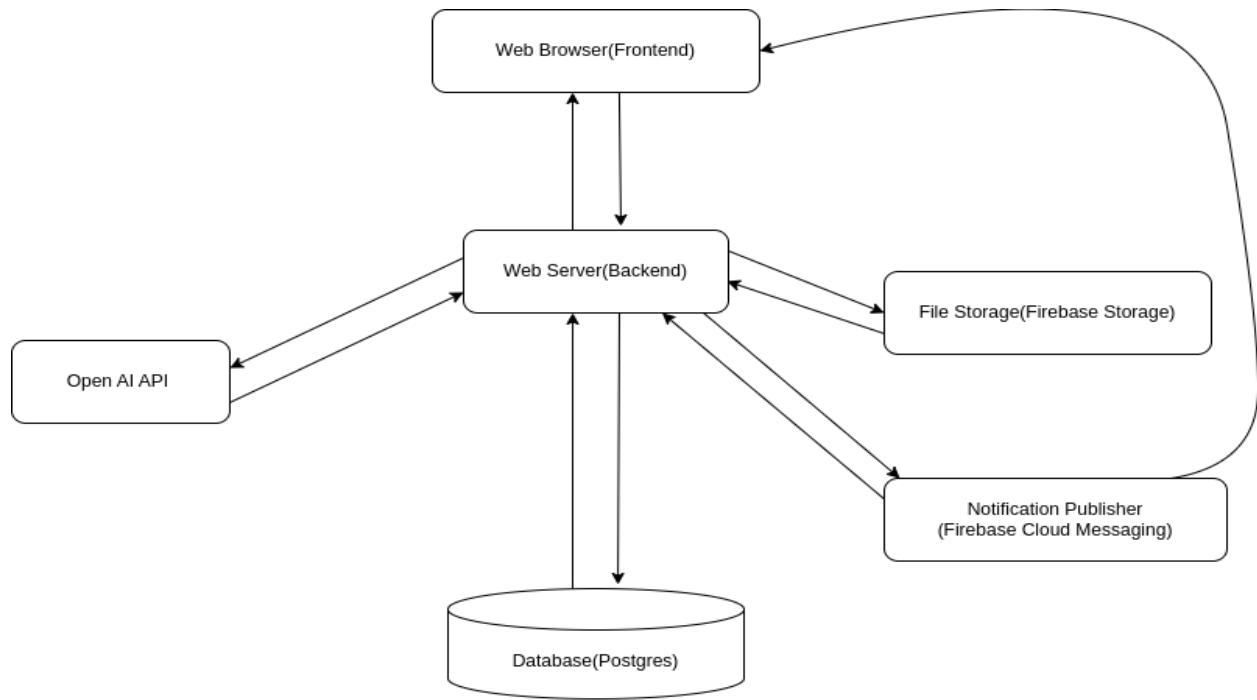 Web Browser(Frontend)
Web Server(Backend)
File Storage(Firebase Storage)
Open AI API
Notification Publisher
(Firebase Cloud Messaging)
Database(Postgres)